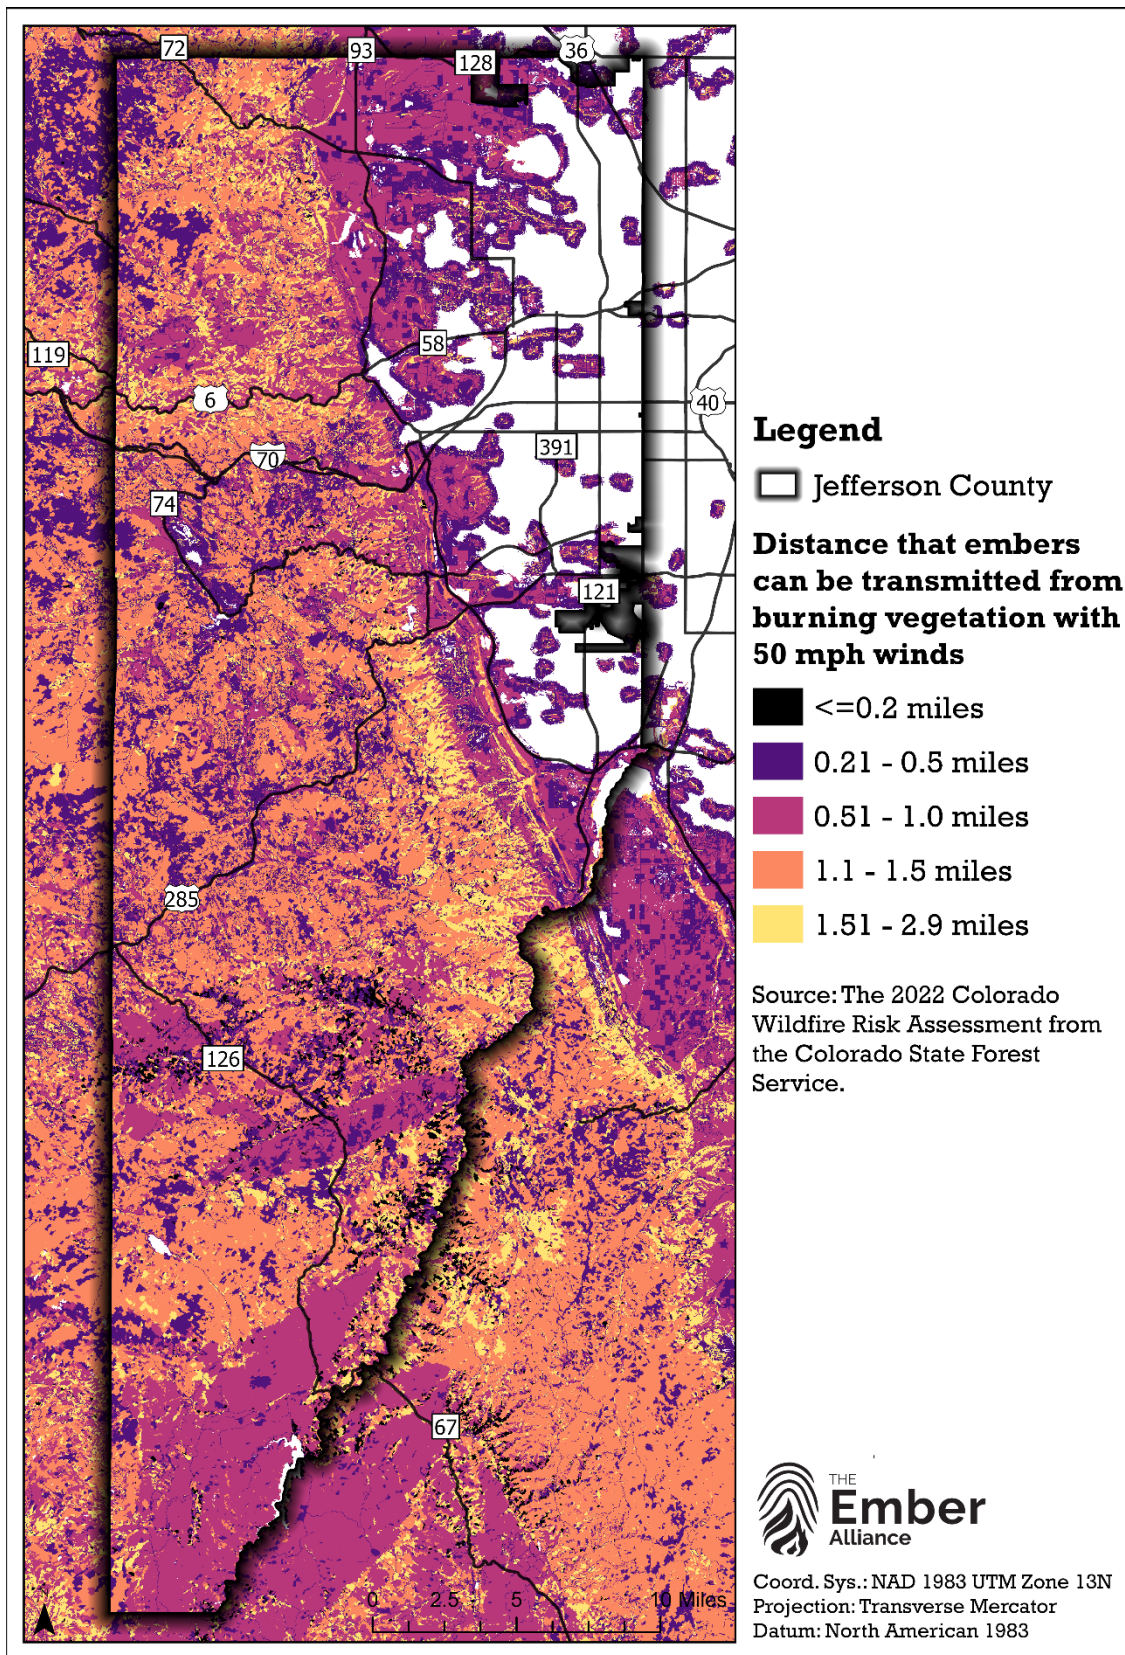 72
93
128
36
119
58
6
40
391
70
74
121
285
126
67
0 2.5 5 10 Miles
Legend
Jefferson County
Distance that embers
can be transmitted from
burning vegetation with
50 mph winds
<=0.2 miles
0.21 - 0.5 miles
0.51 - 1.0 miles
1.1 - 1.5 miles
1.51 - 2.9 miles
Source: The 2022 Colorado
Wildfire Risk Assessment from
the Colorado State Forest
Service.
THE
Ember
Alliance
Coord. Sys.: NAD 1983 UTM Zone 13N
Projection: Transverse Mercator
Datum: North American 1983